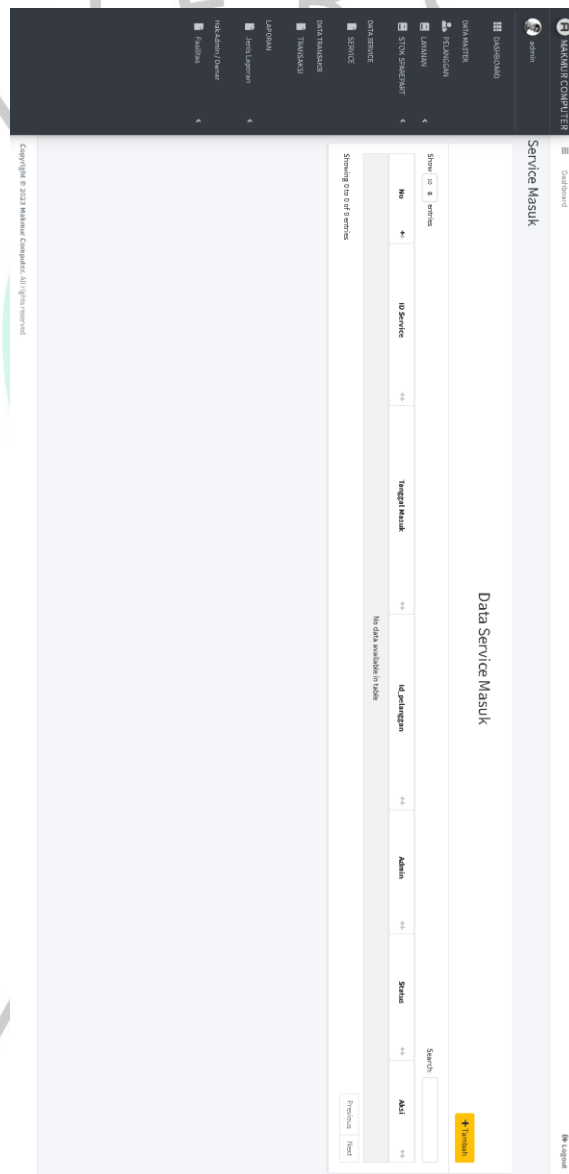 MAKMUR COMPUTER
Dashboard
Logout
admin
DASHBOARD
DATA MASTER
PELANGGAN
LAYANAN
STOK SPAREPART
DATA SERVICE
SERVICE
DATA TRANSAKSI
TRANSAKSI
LAPORAN
Jenis Laporan
Hak Admin / Owner
Fasilitas
Service Masuk
Data Service Masuk
+ Tambah
Show 10 entries
Search:
No ID Service Tanggal Masuk Id_pelanggan Admin Status Aksi
No data available in table
Showing 0 to 0 of 0 entries
Previous Next
Copyright © 2023 Makmur Computer. All rights reserved.